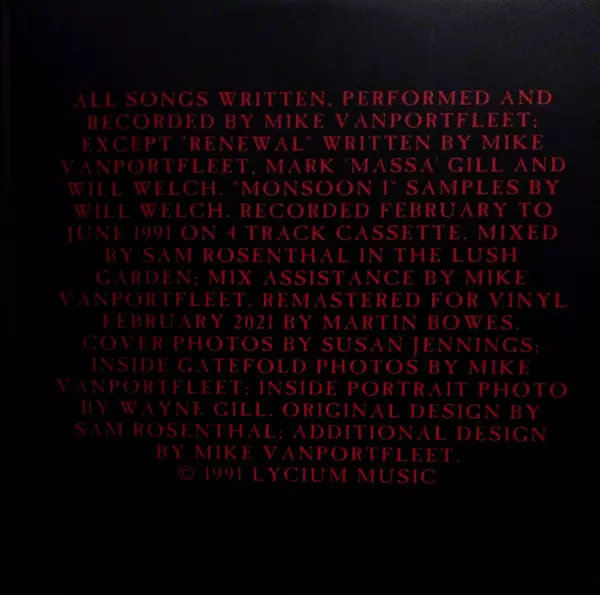 ALL SONGS WRITTEN, PERFORMED AND
RECORDED BY MIKE VANPORTFLEET;
EXCEPT "RENEWAL" WRITTEN BY MIKE
VANPORTFLEET, MARK 'MASSA' GILL AND
WILL WELCH. "MONSOON I" SAMPLES BY
WILL WELCH. RECORDED FEBRUARY TO
JUNE 1991 ON 4 TRACK CASSETTE. MIXED
BY SAM ROSENTHAL IN THE LUSH
GARDEN; MIX ASSISTANCE BY MIKE
VANPORTFLEET. REMASTERED FOR VINYL
FEBRUARY 2021 BY MARTIN BOWES.
COVER PHOTOS BY SUSAN JENNINGS;
INSIDE GATEFOLD PHOTOS BY MIKE
VANPORTFLEET; INSIDE PORTRAIT PHOTO
BY WAYNE GILL. ORIGINAL DESIGN BY
SAM ROSENTHAL; ADDITIONAL DESIGN
BY MIKE VANPORTFLEET.
© 1991 LYCIUM MUSIC